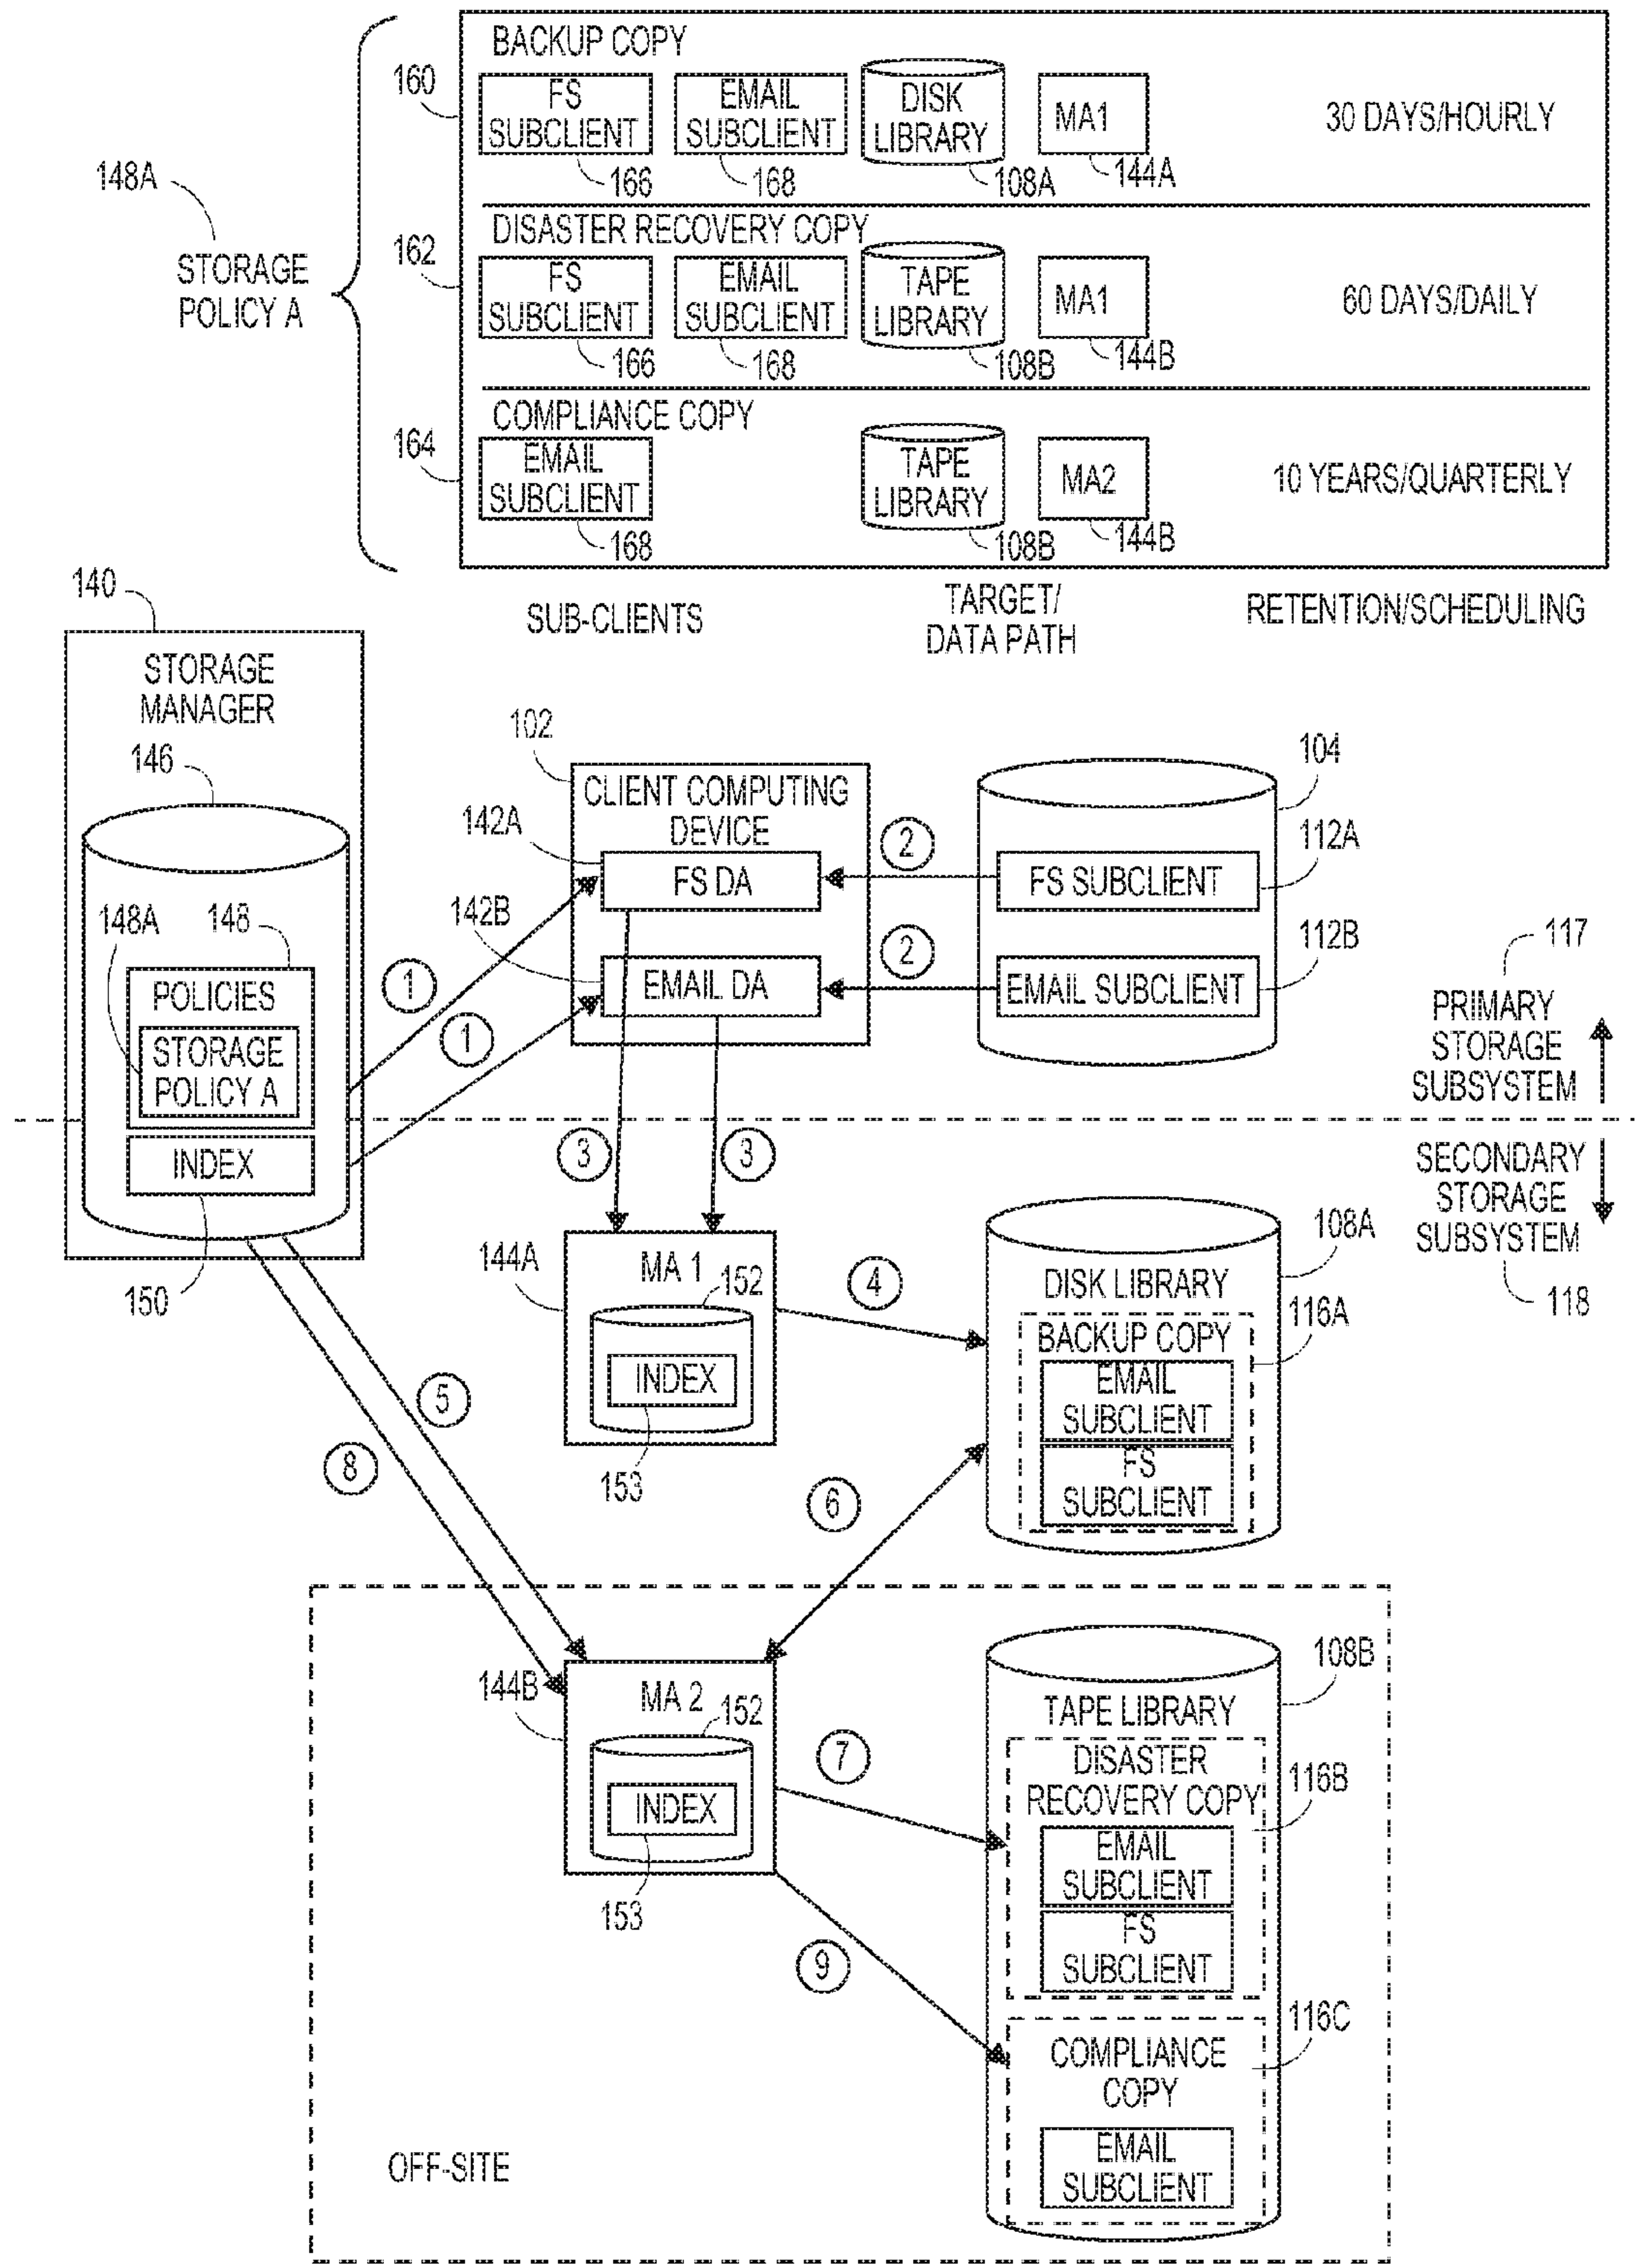 BACKUP COPY
160
FS
SUBCLIENT
166
EMAIL
SUBCLIENT
168
DISK
LIBRARY
108A
MA1
144A
30 DAYS/HOURLY
148A
STORAGE
POLICY A
DISASTER RECOVERY COPY
162
FS
SUBCLIENT
166
EMAIL
SUBCLIENT
168
TAPE
LIBRARY
108B
MA1
144B
60 DAYS/DAILY
COMPLIANCE COPY
164
EMAIL
SUBCLIENT
168
TAPE
LIBRARY
108B
MA2
144B
10 YEARS/QUARTERLY
SUB-CLIENTS
TARGET/
DATA PATH
RETENTION/SCHEDULING
140
STORAGE
MANAGER
146
148A
148
POLICIES
STORAGE
POLICY A
INDEX
150
102
CLIENT COMPUTING
DEVICE
142A
FS DA
142B
EMAIL DA
104
112A
FS SUBCLIENT
112B
EMAIL SUBCLIENT
2
2
1
1
117
PRIMARY
STORAGE
SUBSYSTEM
SECONDARY
STORAGE
SUBSYSTEM
118
3
3
144A
MA 1
152
INDEX
153
4
108A
DISK LIBRARY
116A
BACKUP COPY
EMAIL
SUBCLIENT
FS
SUBCLIENT
5
8
6
144B
MA 2
152
INDEX
153
7
9
108B
TAPE LIBRARY
DISASTER
RECOVERY COPY
116B
EMAIL
SUBCLIENT
FS
SUBCLIENT
116C
COMPLIANCE
COPY
EMAIL
SUBCLIENT
OFF-SITE